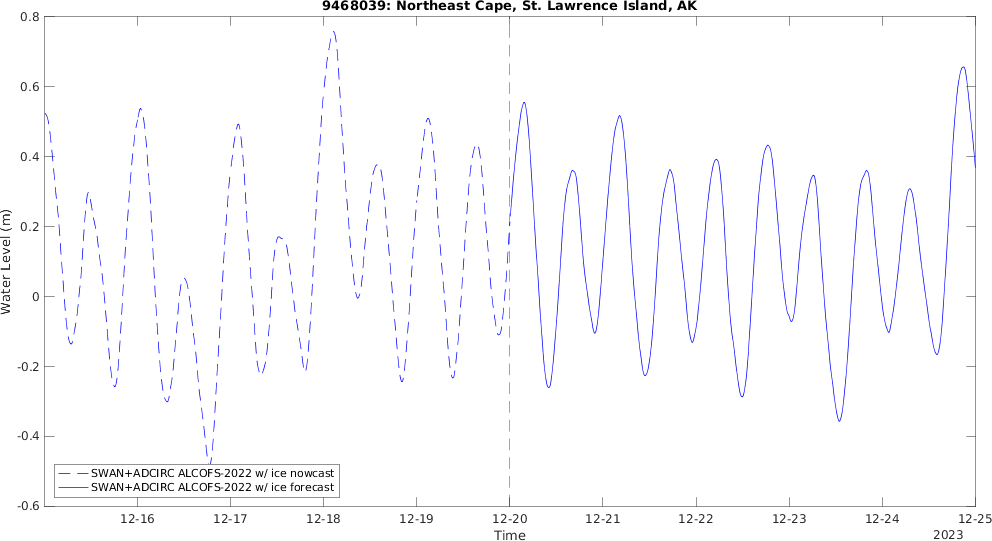 9468039: Northeast Cape, St. Lawrence Island, AK
0.8
0.6
0.4
0.2
0
-0.2
-0.4
-0.6
Water Level (m)
SWAN+ADCIRC ALCOFS-2022 w/ ice nowcast
SWAN+ADCIRC ALCOFS-2022 w/ ice forecast
12-16 12-17 12-18 12-19 12-20 12-21 12-22 12-23 12-24 12-25
Time
2023